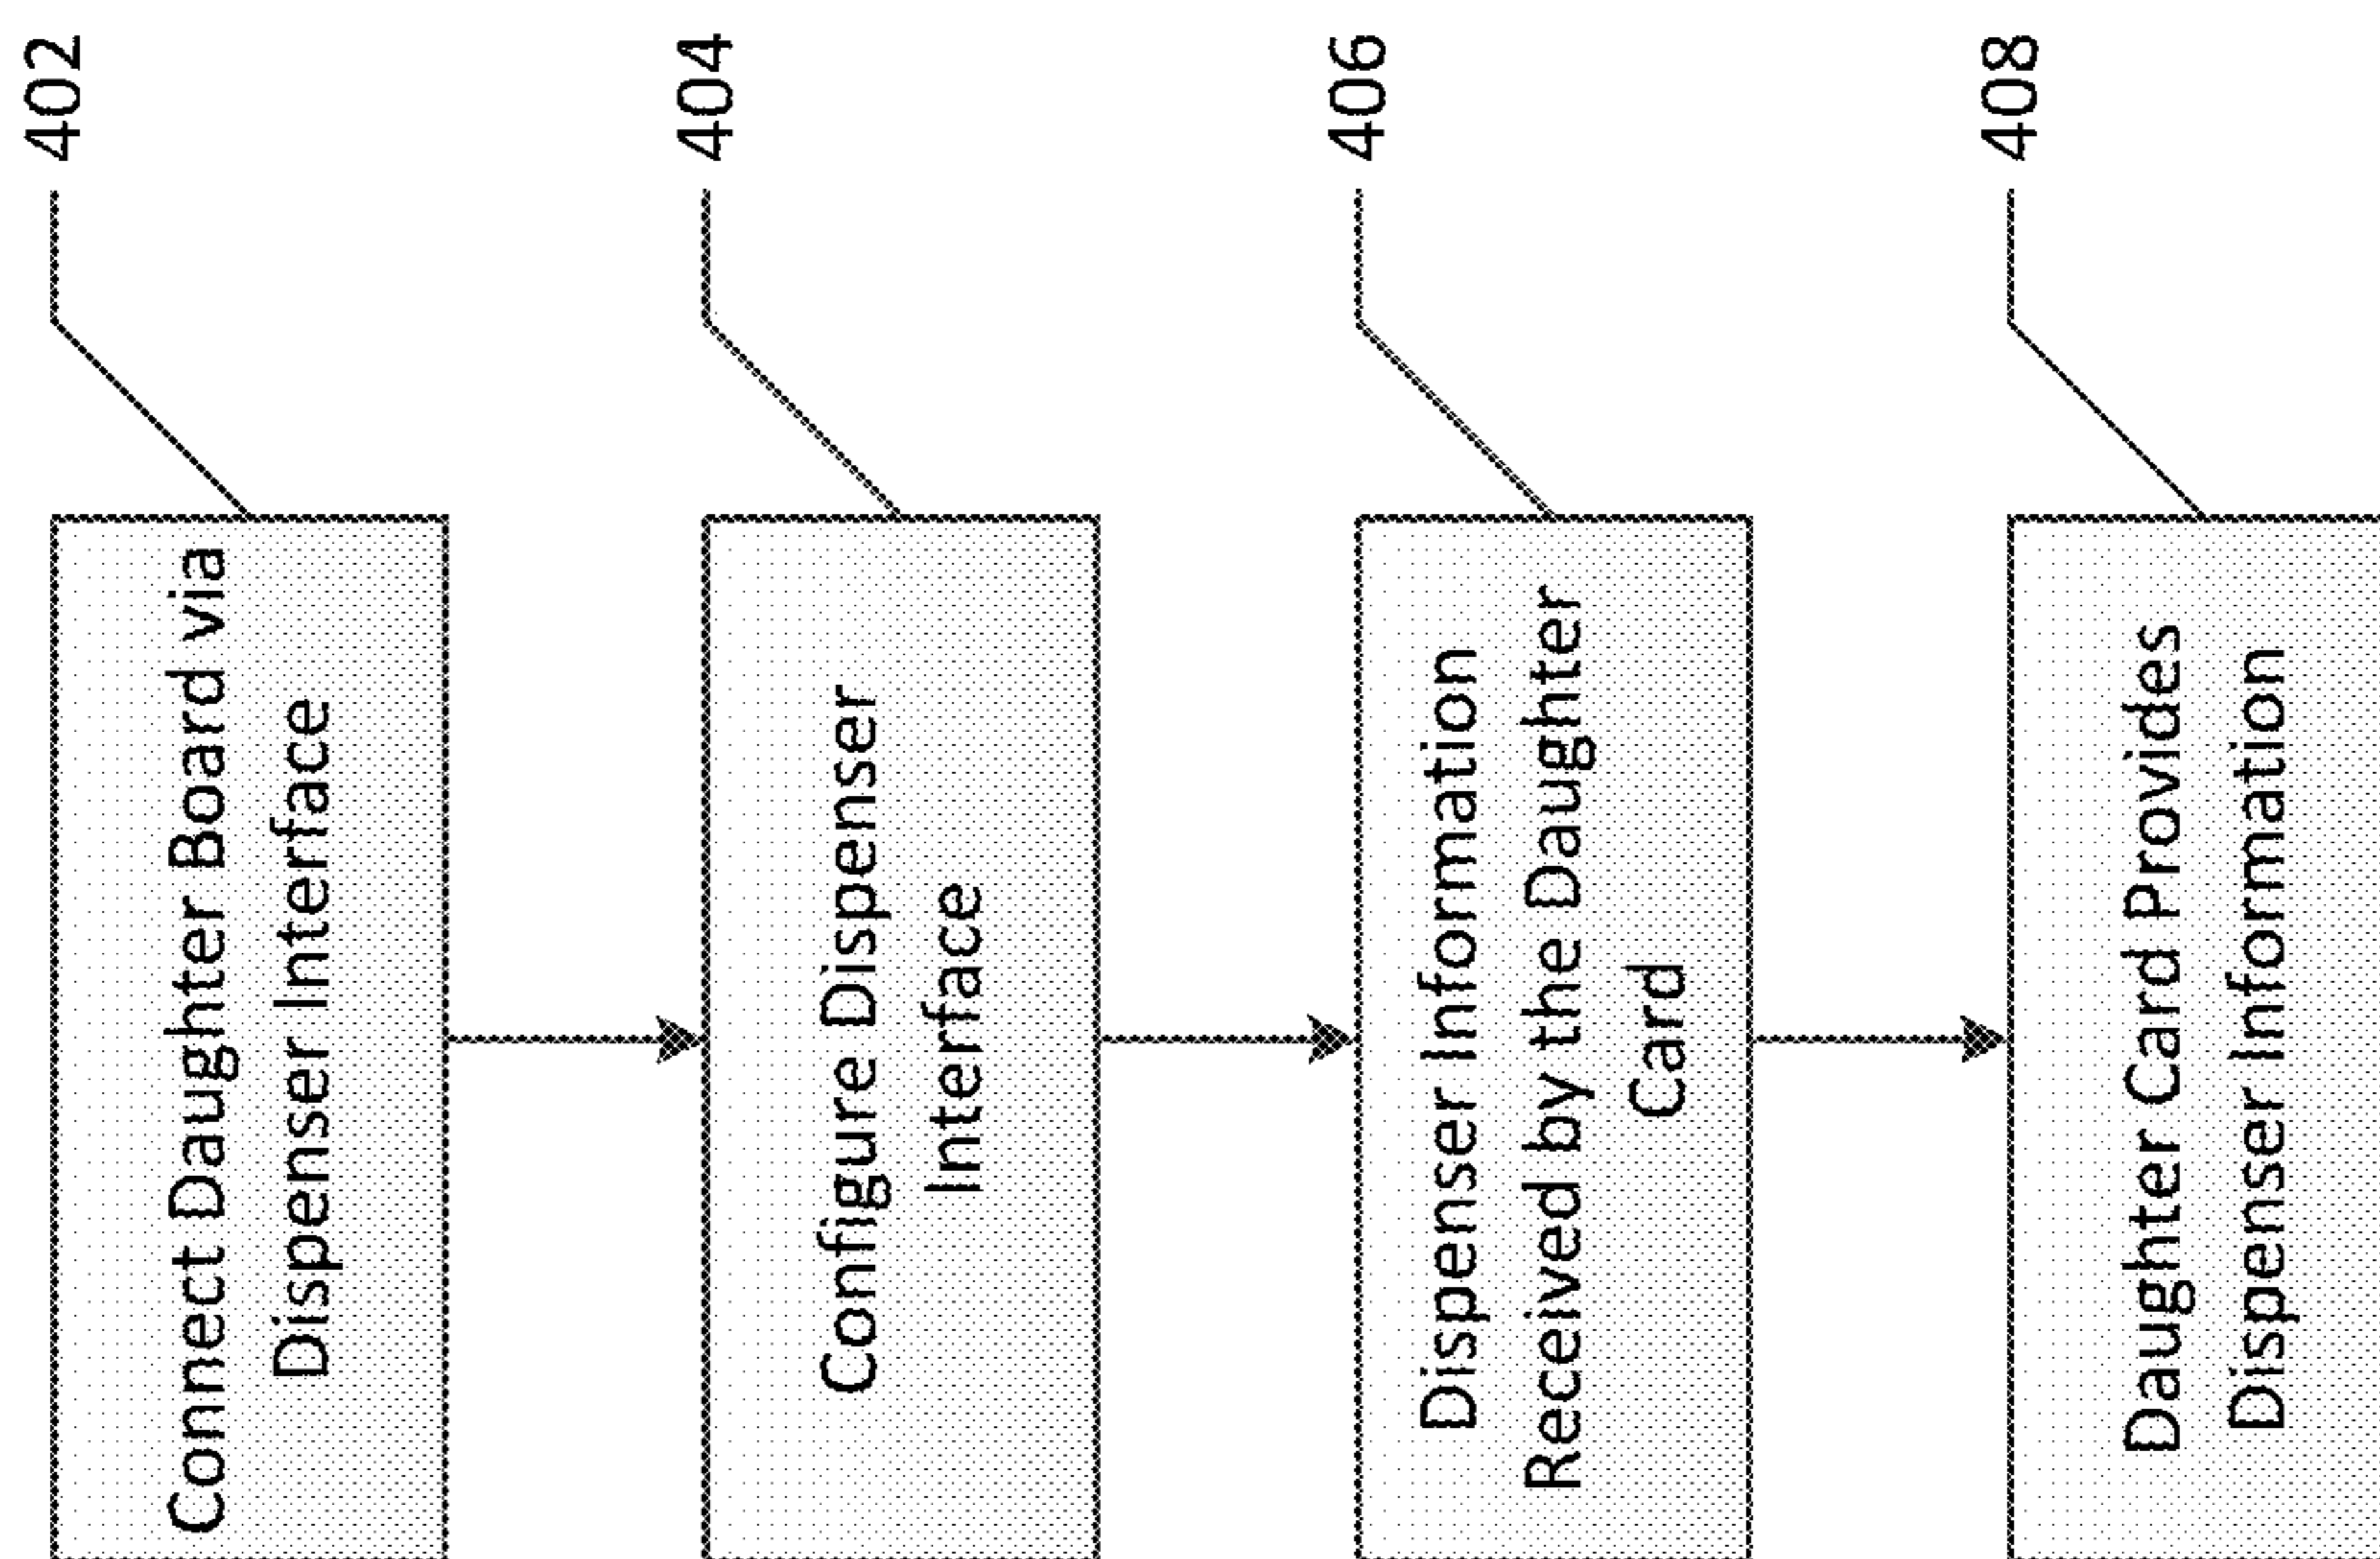 402
Connect Daughter Board via
Dispenser Interface
404
Configure Dispenser
Interface
406
Dispenser Information
Received by the Daughter
Card
408
Daughter Card Provides
Dispenser Information